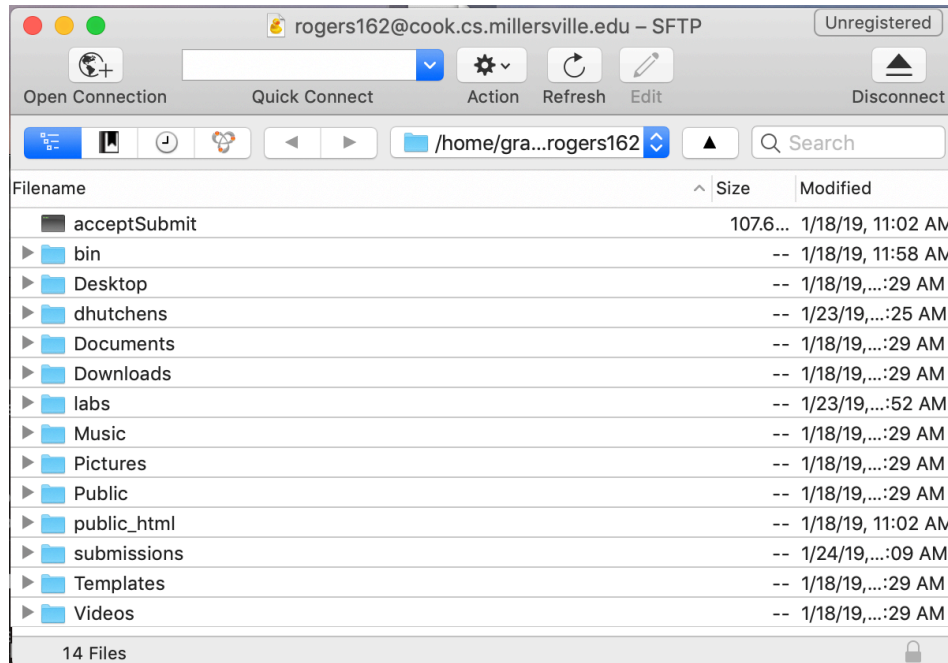 rogers162@cook.cs.millersville.edu – SFTP Unregistered
Open Connection Quick Connect Action Refresh Edit Disconnect
/home/gra...rogers162 Search
Filename Size Modified
acceptSubmit 107.6... 1/18/19, 11:02 AM
bin -- 1/18/19, 11:58 AM
Desktop -- 1/18/19,...:29 AM
dhutchens -- 1/23/19,...:25 AM
Documents -- 1/18/19,...:29 AM
Downloads -- 1/18/19,...:29 AM
labs -- 1/23/19,...:52 AM
Music -- 1/18/19,...:29 AM
Pictures -- 1/18/19,...:29 AM
Public -- 1/18/19,...:29 AM
public_html -- 1/18/19, 11:02 AM
submissions -- 1/24/19,...:09 AM
Templates -- 1/18/19,...:29 AM
Videos -- 1/18/19,...:29 AM
14 Files